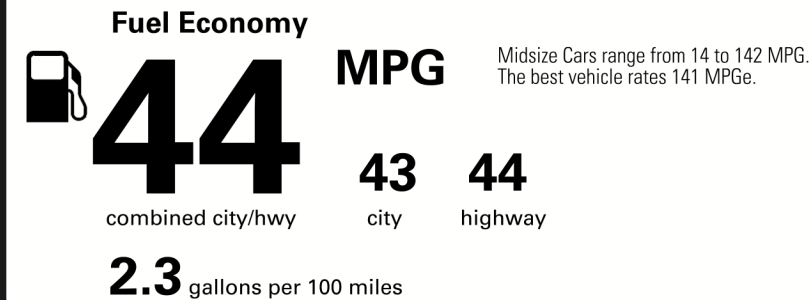 Fuel Economy
44 MPG
Midsize Cars range from 14 to 142 MPG.
The best vehicle rates 141 MPGe.
43 44
combined city/hwy city highway
2.3 gallons per 100 miles